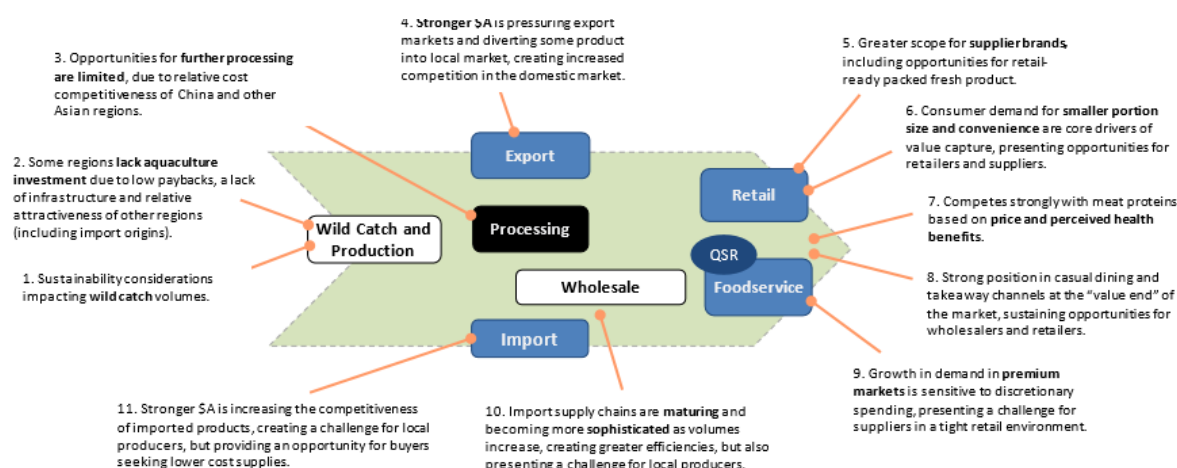 4. Stronger $A is pressuring export
markets and diverting some product
into local market, creating increased
competition in the domestic market.
3. Opportunities for further processing
are limited, due to relative cost
competitiveness of China and other
Asian regions.
5. Greater scope for supplier brands,
including opportunities for retail-
ready packed fresh product.
6. Consumer demand for smaller portion
size and convenience are core drivers of
value capture, presenting opportunities for
retailers and suppliers.
2. Some regions lack aquaculture
investment due to low paybacks, a lack
of infrastructure and relative
attractiveness of other regions
(including import origins).
Export
Retail
Wild Catch and
Production
Processing
7. Competes strongly with meat proteins
based on price and perceived health
benefits.
QSR
1. Sustainability considerations
impacting wild catch volumes.
Wholesale
Foodservice
8. Strong position in casual dining and
takeaway channels at the “value end” of
the market, sustaining opportunities for
wholesalers and retailers.
Import
9. Growth in demand in premium
markets is sensitive to discretionary
spending, presenting a challenge for
suppliers in a tight retail environment.
11. Stronger $A is increasing the competitiveness
of imported products, creating a challenge for local
producers, but providing an opportunity for buyers
seeking lower cost supplies.
10. Import supply chains are maturing and
becoming more sophisticated as volumes
increase, creating greater efficiencies, but also
presenting a challenge for local producers.